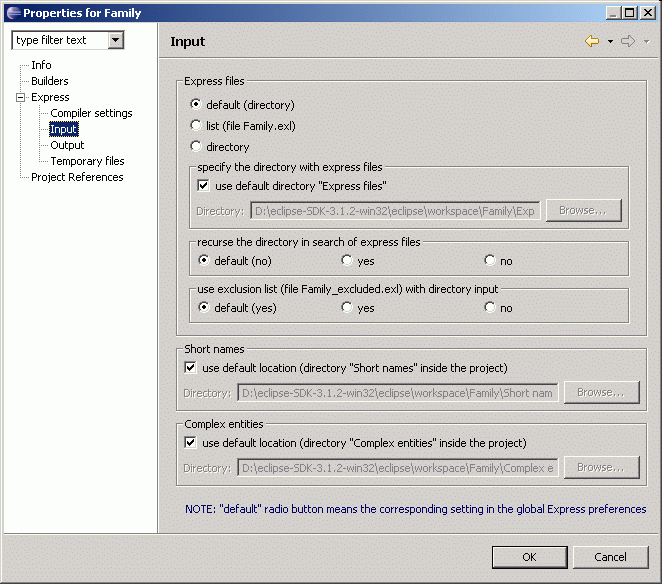 Properties for Family
type filter text
Info
Builders
Express
Compiler settings
Input
Output
Temporary files
Project References
Input
Express files
default (directory)
list (file Family.exl)
directory
specify the directory with express files
use default directory "Express files"
Directory: D:\eclipse-SDK-3.1.2-win32\eclipse\workspace\Family\Exp Browse...
recurse the directory in search of express files
default (no) yes no
use exclusion list (file Family_excluded.exl) with directory input
default (yes) yes no
Short names
use default location (directory "Short names" inside the project)
Directory: D:\eclipse-SDK-3.1.2-win32\eclipse\workspace\Family\Short nam Browse...
Complex entities
use default location (directory "Complex entities" inside the project)
Directory: D:\eclipse-SDK-3.1.2-win32\eclipse\workspace\Family\Complex e Browse...
NOTE: "default" radio button means the corresponding setting in the global Express preferences
OK Cancel